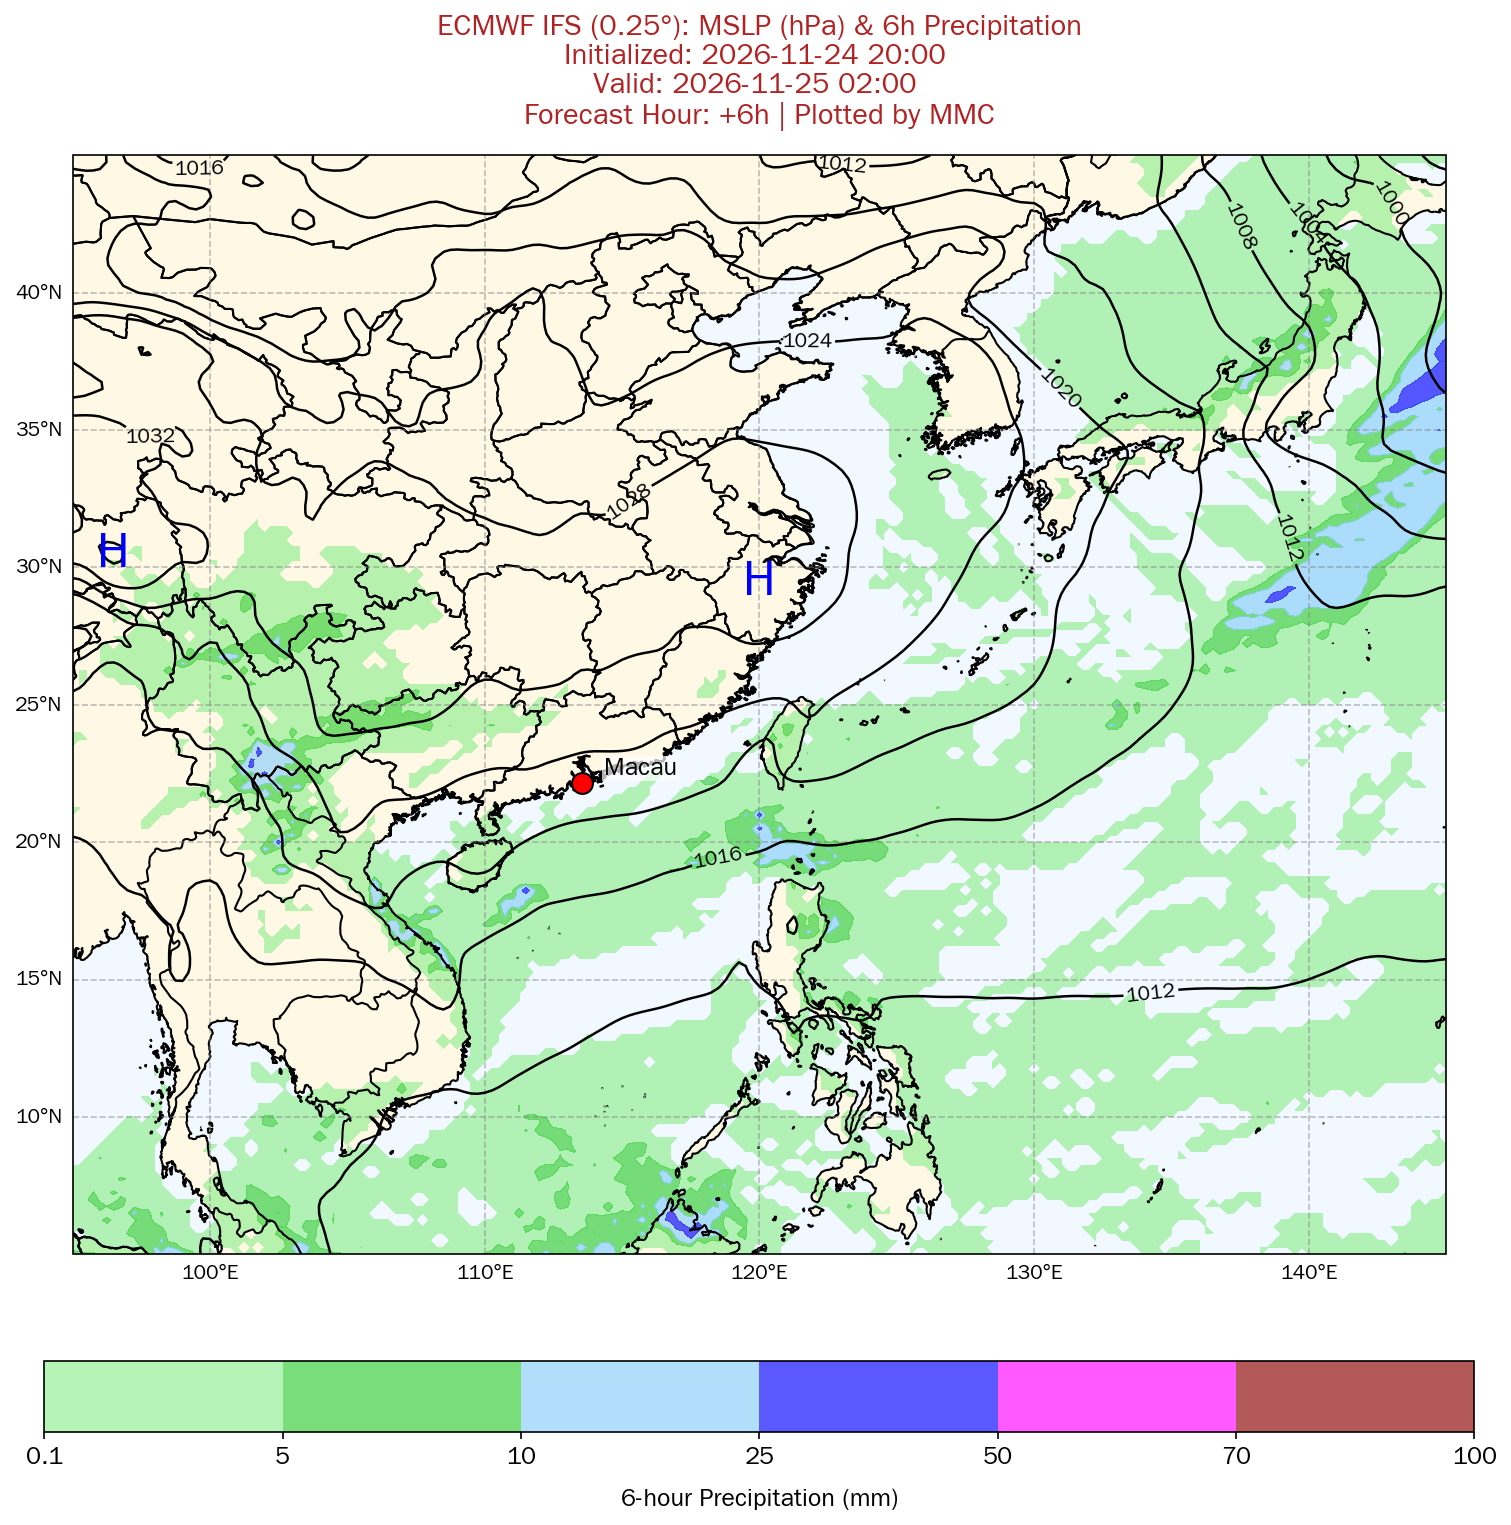 ECMWF IFS (0.25°): MSLP (hPa) & 6h Precipitation
Initialized: 2026-11-24 20:00
Valid: 2026-11-25 02:00
Forecast Hour: +6h | Plotted by MMC
1016
1012
1000
1004
1008
40°N
1024
1020
35°N
1032
1028
1012
H
30°N
H
25°N
Macau
20°N
1016
15°N
1012
10°N
100°E 110°E 120°E 130°E 140°E
0.1 5 10 25 50 70 100
6-hour Precipitation (mm)